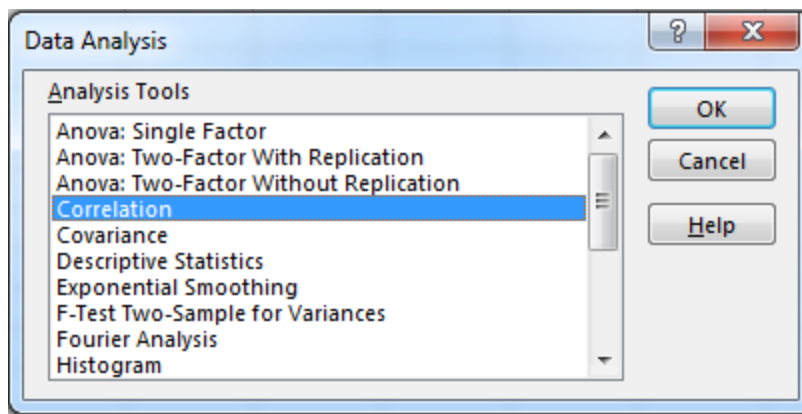 Data Analysis
?
Analysis Tools
Anova: Single Factor
Anova: Two-Factor With Replication
Anova: Two-Factor Without Replication
Correlation
Covariance
Descriptive Statistics
Exponential Smoothing
F-Test Two-Sample for Variances
Fourier Analysis
Histogram
OK
Cancel
Help